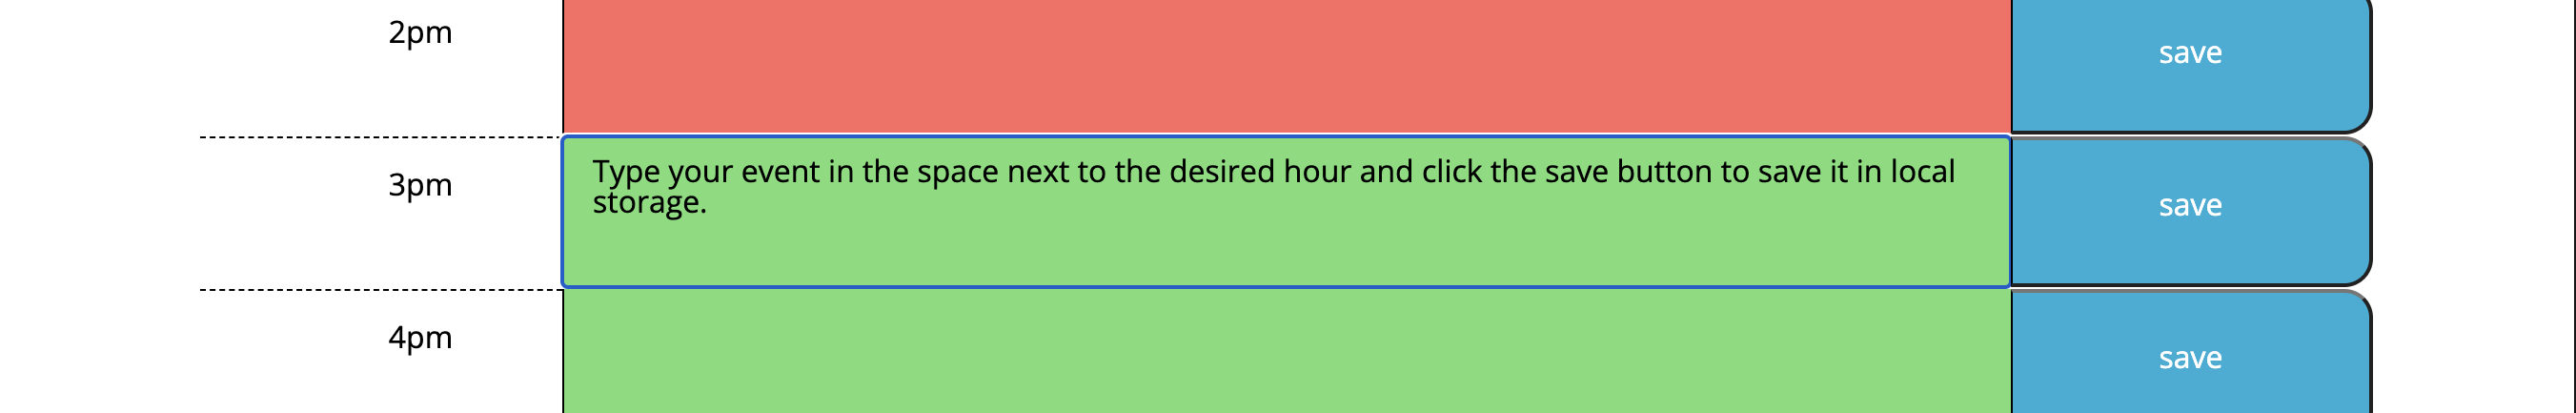 2pm
save
3pm
Type your event in the space next to the desired hour and click the save button to save it in local
storage.
save
4pm
save